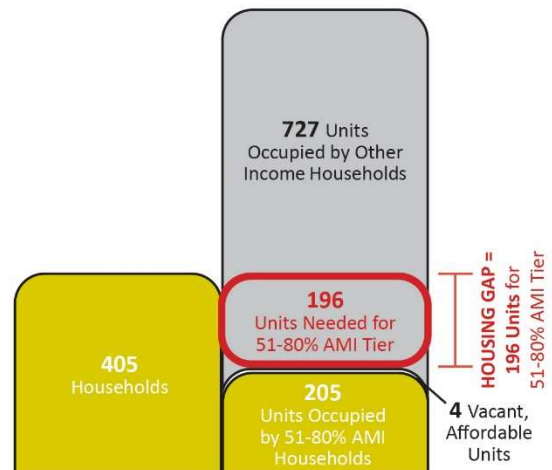 727 Units
Occupied by Other
Income Households
196
Units Needed for
51-80% AMI Tier
HOUSING GAP =
196 Units for
51-80% AMI Tier
405
Households
205
Units Occupied
by 51-80% AMI
Households
4 Vacant,
Affordable
Units